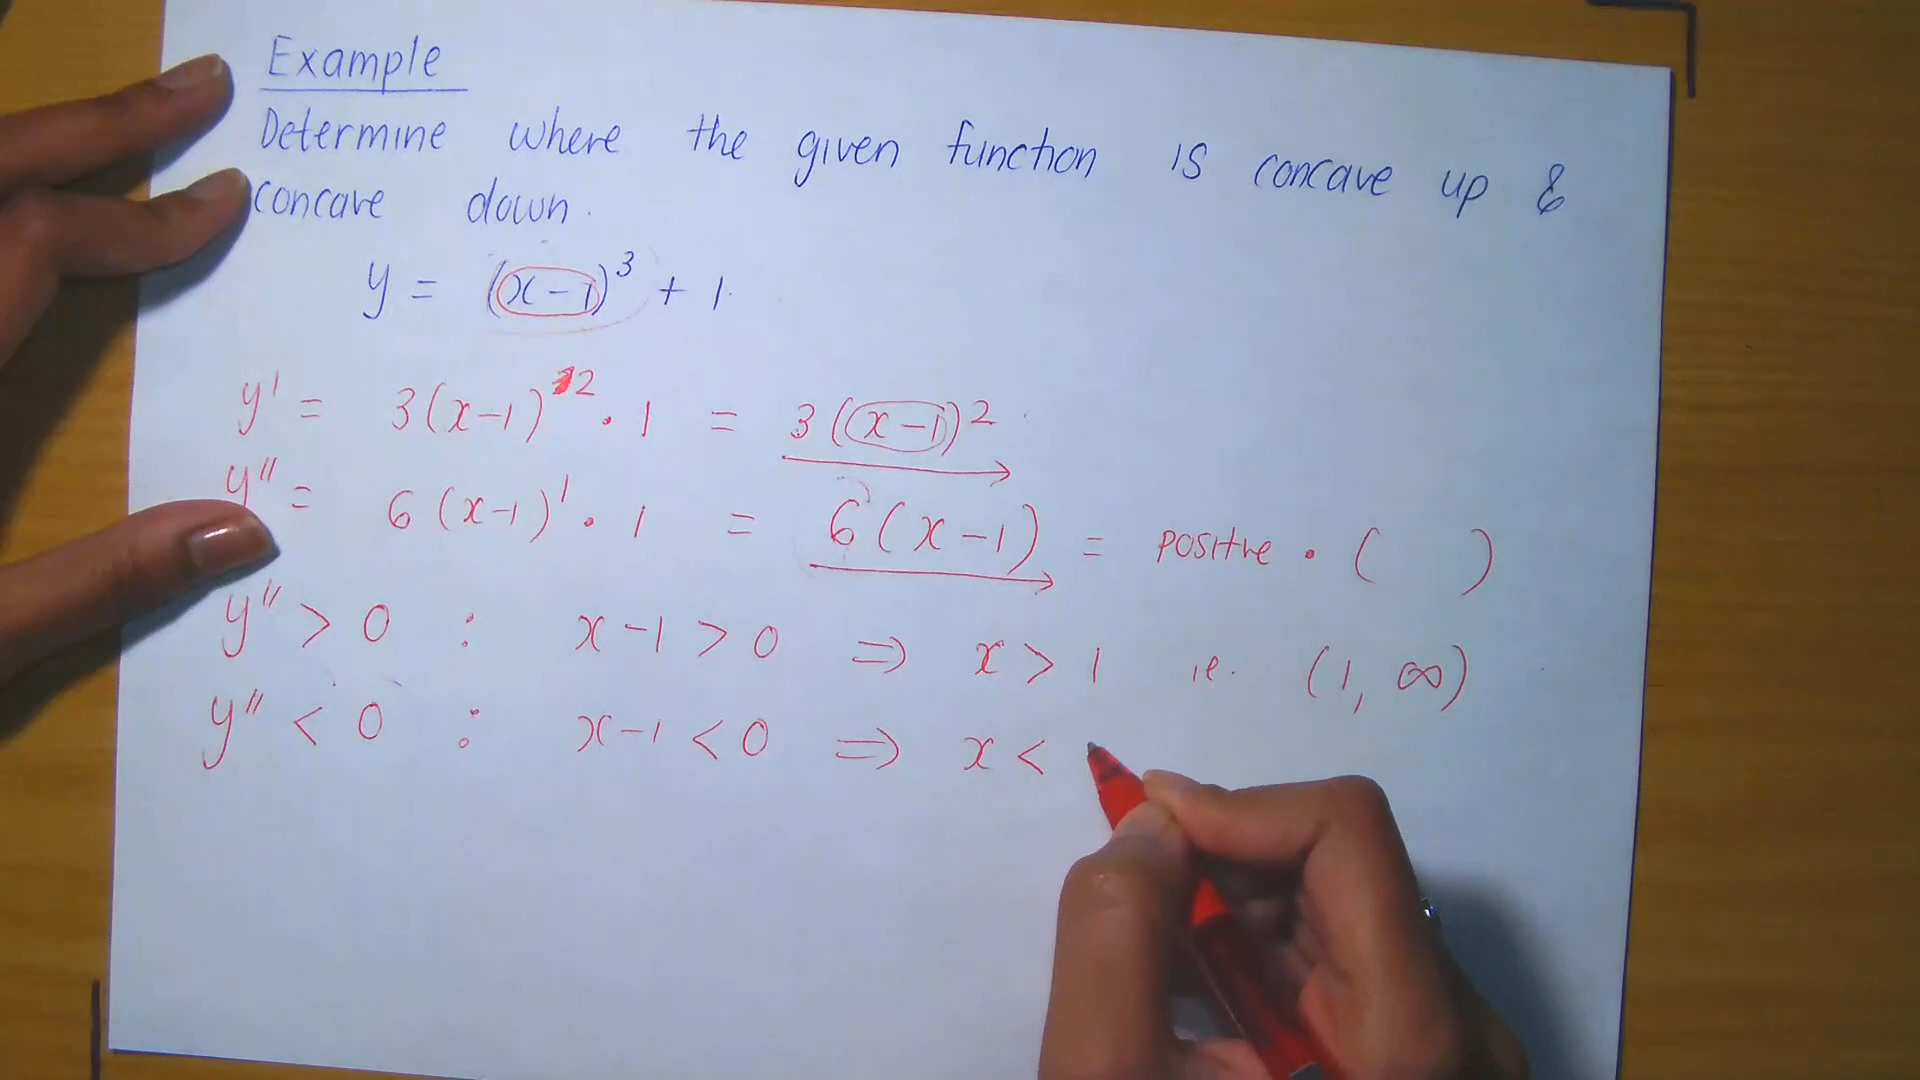 Example
Determine where the given function is concave up &
concave down.
y = (x-1)³ + 1
y' = 3(x-1)² · 1 = 3(x-1)²
y'' = 6(x-1)¹ · 1 = 6(x-1) = positive · (   )
y'' > 0 : x-1 > 0 ⇒ x > 1 ie. (1, ∞)
y'' < 0 : x-1 < 0 ⇒ x <